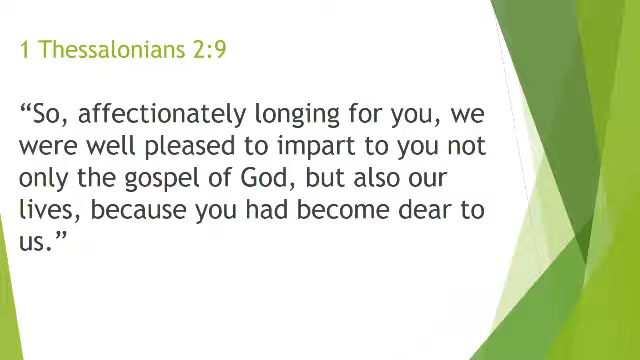 1 Thessalonians 2:9
“So, affectionately longing for you, we
were well pleased to impart to you not
only the gospel of God, but also our
lives, because you had become dear to
us.”